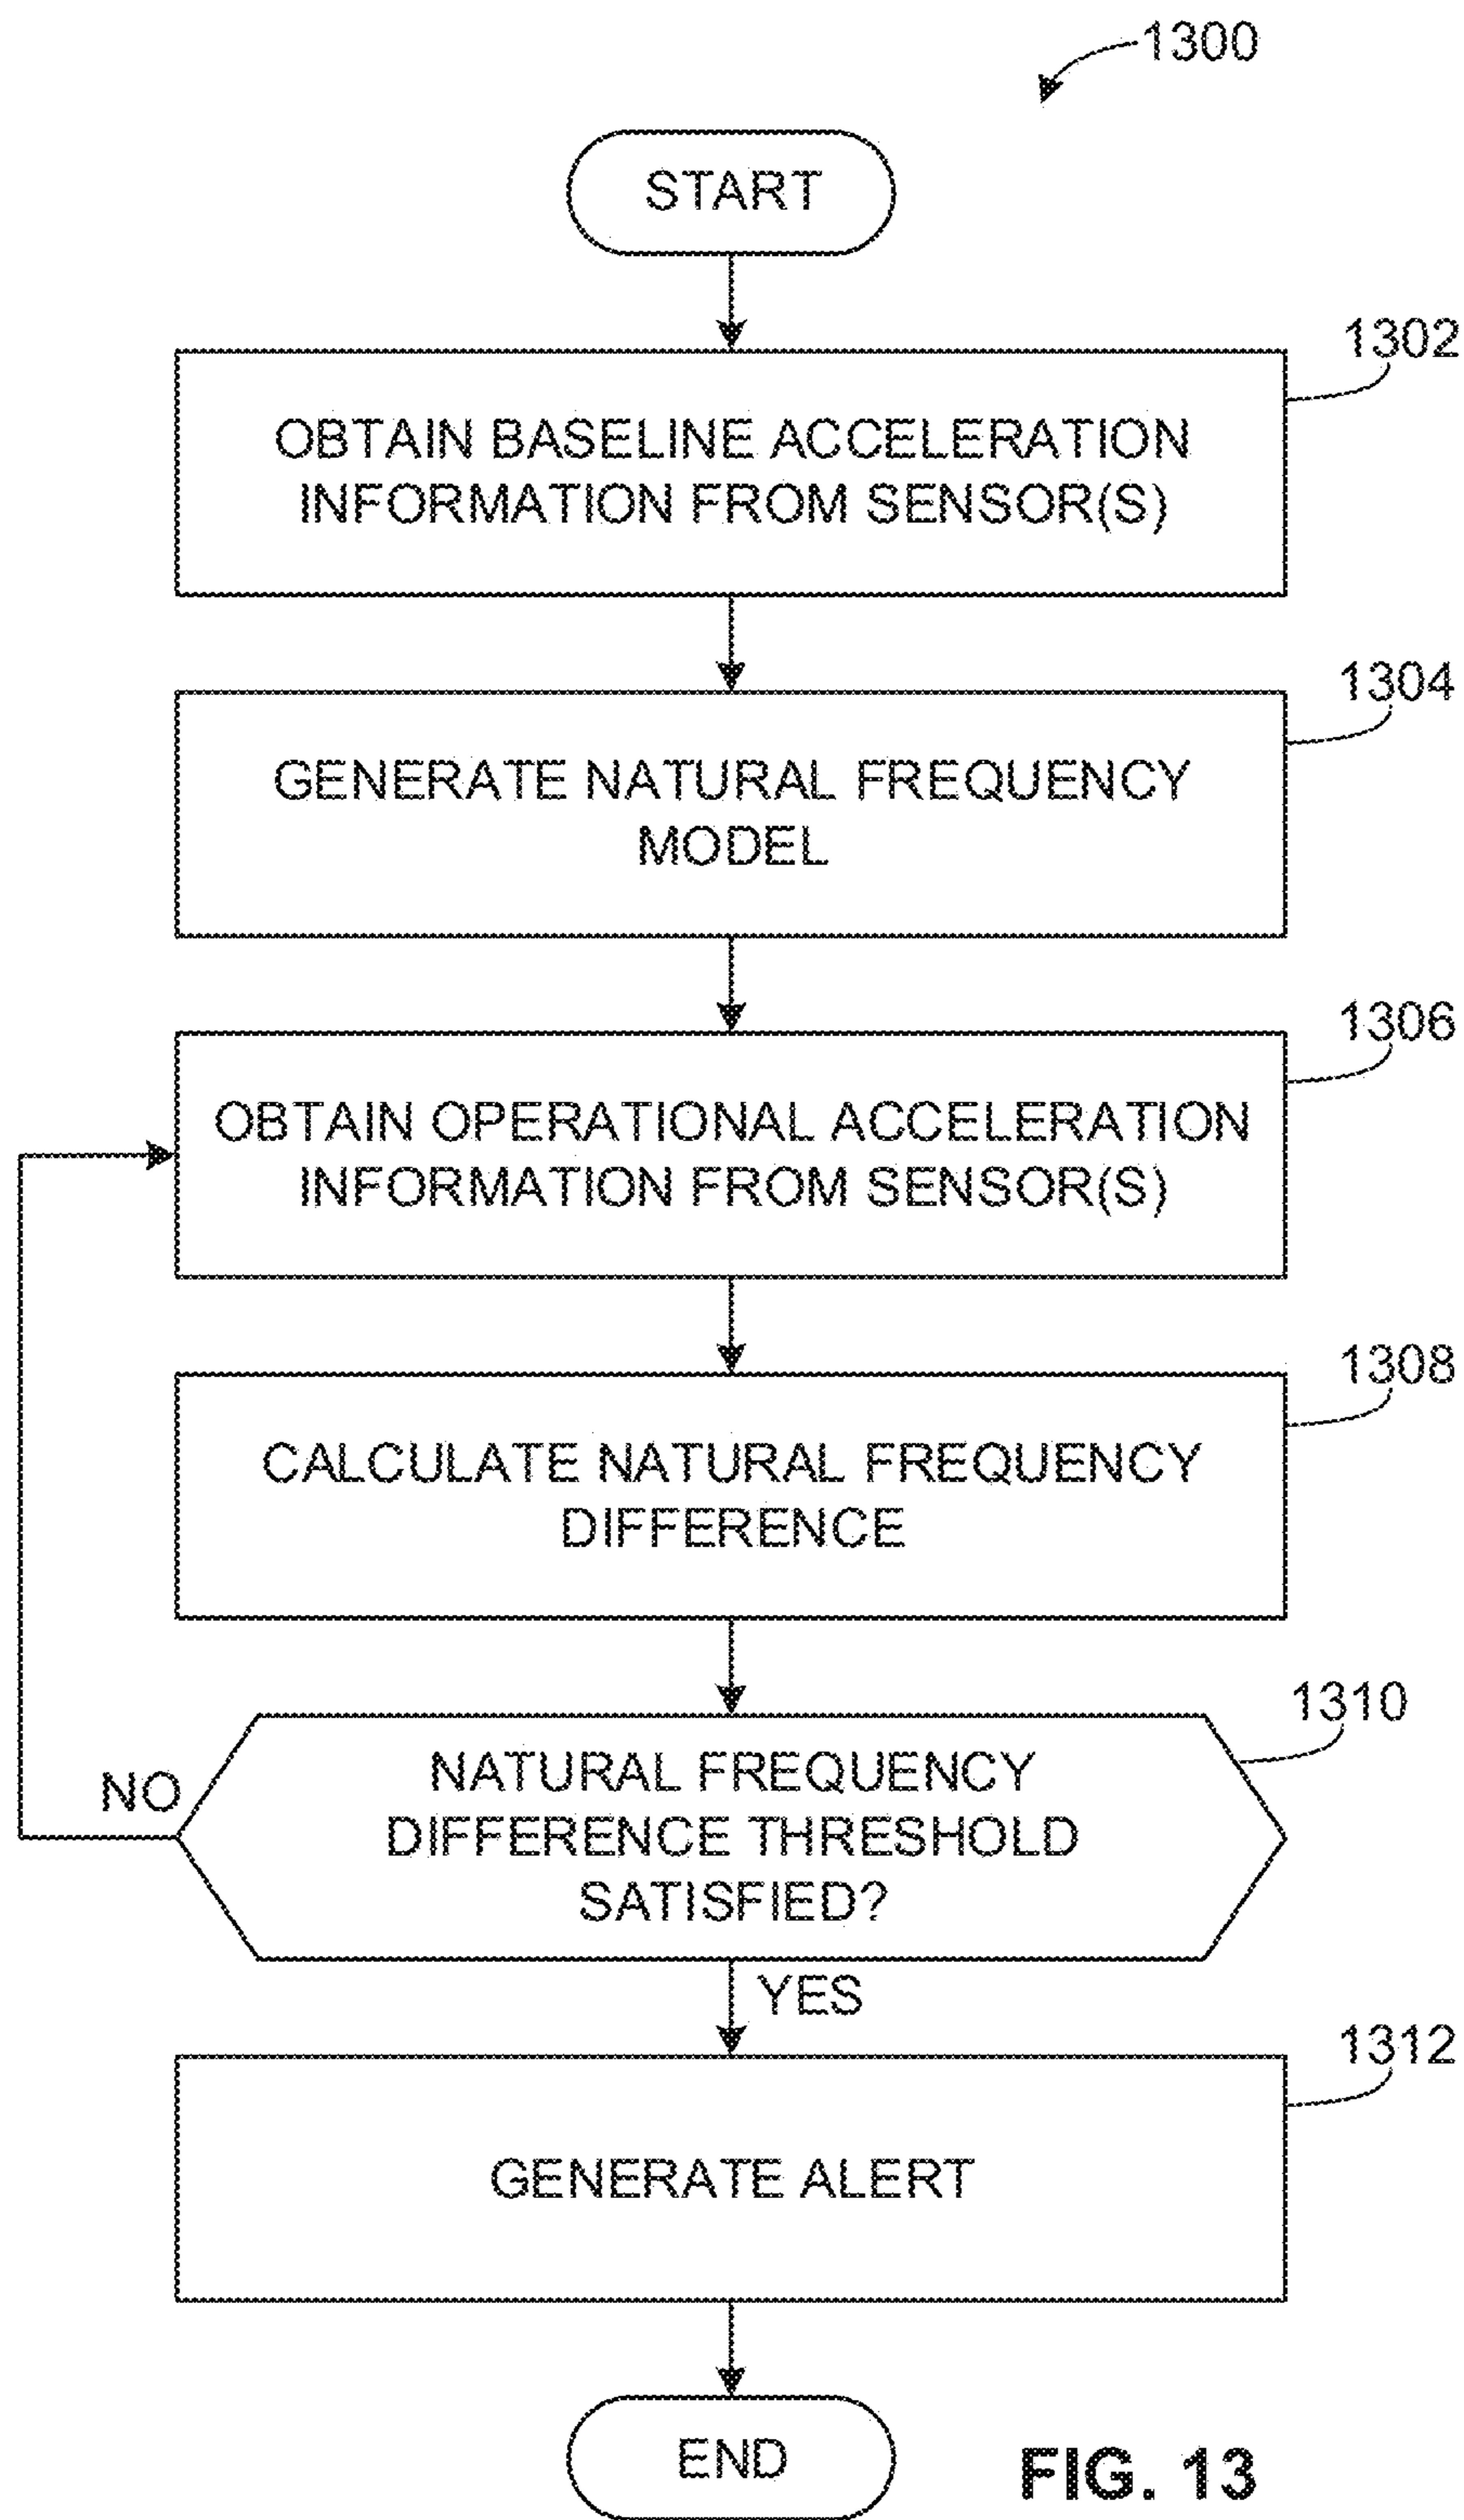 1300
START
1302
OBTAIN BASELINE ACCELERATION
INFORMATION FROM SENSOR(S)
1304
GENERATE NATURAL FREQUENCY
MODEL
1306
OBTAIN OPERATIONAL ACCELERATION
INFORMATION FROM SENSOR(S)
1308
CALCULATE NATURAL FREQUENCY
DIFFERENCE
1310
NATURAL FREQUENCY
DIFFERENCE THRESHOLD
SATISFIED?
NO
YES
1312
GENERATE ALERT
END
FIG. 13